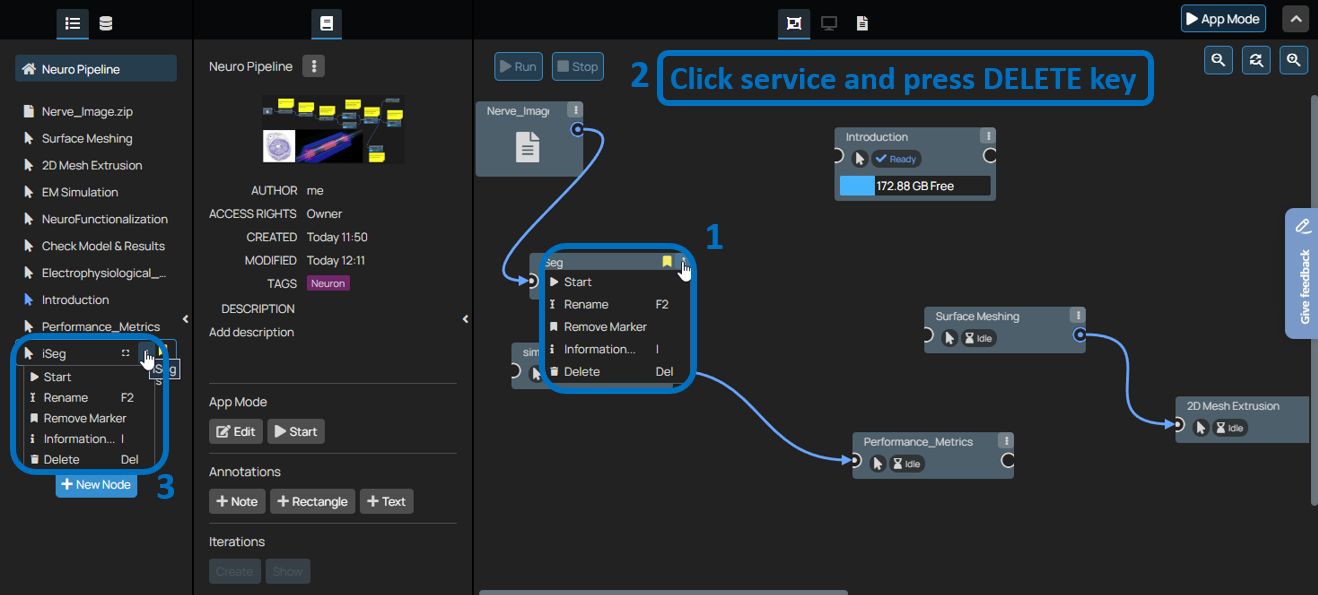 App Mode
Neuro Pipeline
Nerve_Image.zip
Surface Meshing
2D Mesh Extrusion
EM Simulation
NeuroFunctionalization
Check Model & Results
Electrophysiological_...
Introduction
Performance_Metrics
iSeg
iSeg
Start
Rename F2
Remove Marker
Information... I
Delete Del
New Node
3
Neuro Pipeline
AUTHOR me
ACCESS RIGHTS Owner
CREATED Today 11:50
MODIFIED Today 12:11
TAGS Neuron
DESCRIPTION
Add description
App Mode
Edit Start
Annotations
Note Rectangle Text
Iterations
Create Show
Run Stop
2 Click service and press DELETE key
Nerve_Imag
Introduction
Ready
172.88 GB Free
1
Seg
Start
Rename F2
Remove Marker
Information... I
Delete Del
sim
Surface Meshing
Idle
2D Mesh Extrusion
Idle
Performance_Metrics
Idle
Give feedback